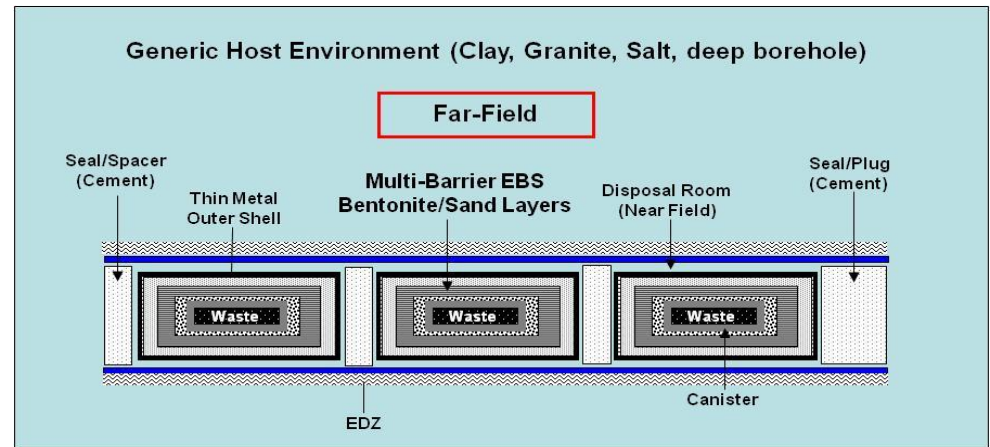 Generic Host Environment (Clay, Granite, Salt, deep borehole)
Far-Field
Seal/Spacer
(Cement)
Thin Metal
Outer Shell
Multi-Barrier EBS
Bentonite/Sand Layers
Disposal Room
(Near Field)
Seal/Plug
(Cement)
Waste
Waste
Waste
EDZ
Canister